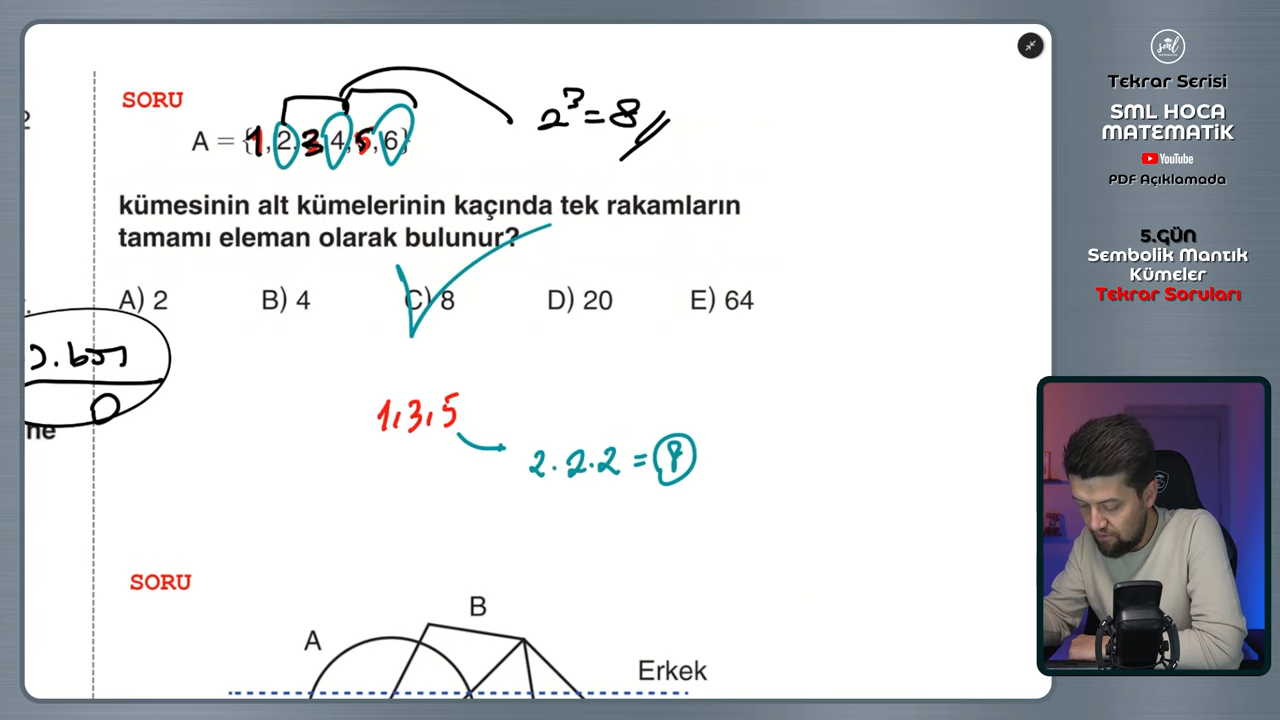 SORU
A = {1, 2, 3, 4, 5, 6}
2³ = 8
kümesinin alt kümelerinin kaçında tek rakamların
tamamı eleman olarak bulunur?
A) 2 B) 4 C) 8 D) 20 E) 64
0
1, 3, 5
2 . 2 . 2 = 8
SORU
B
A
Erkek
sml
Tekrar Serisi
SML HOCA
MATEMATİK
YouTube
PDF Açıklamada
5.GÜN
Sembolik Mantık
Kümeler
Tekrar Soruları